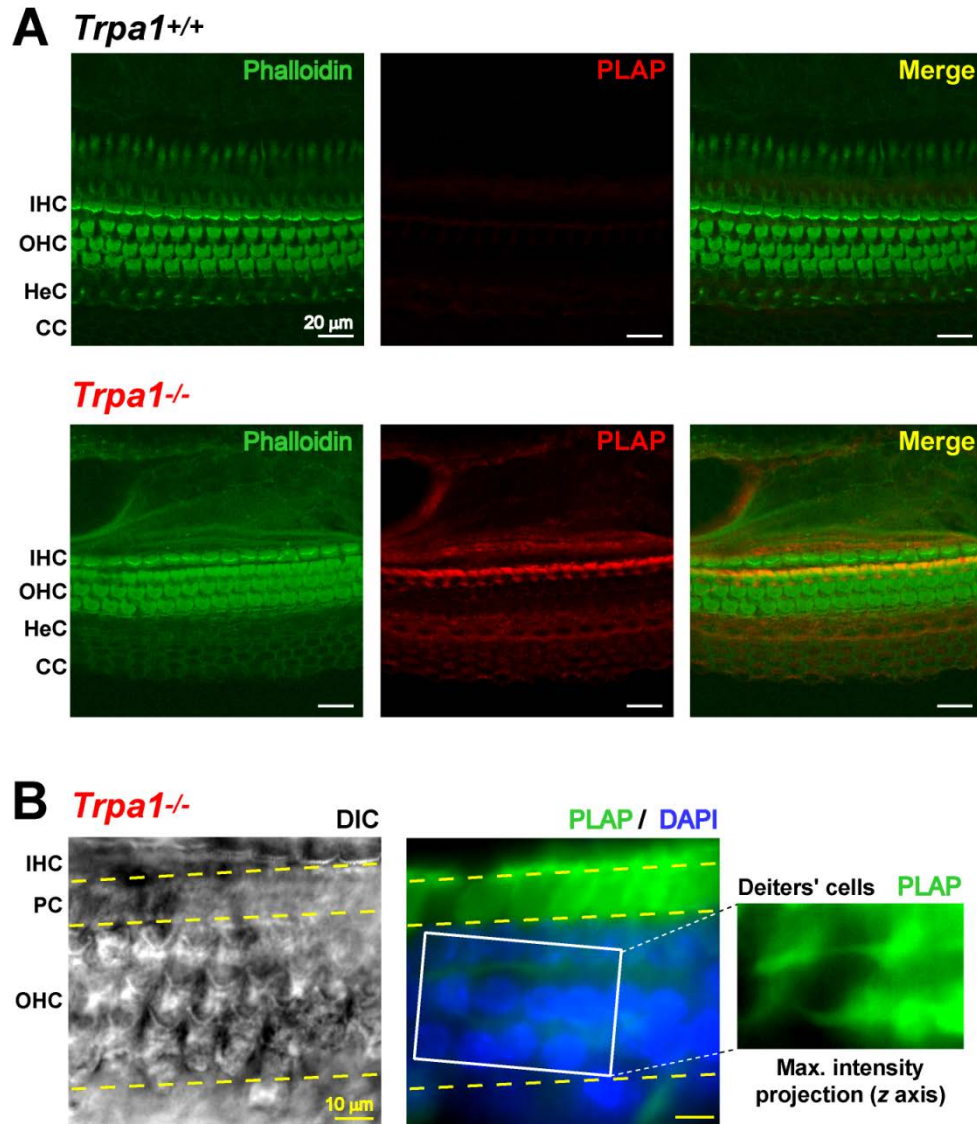 A Trpa1+/+
Phalloidin PLAP Merge
IHC
OHC
HeC
CC
20 µm
Trpa1-/-
Phalloidin PLAP Merge
IHC
OHC
HeC
CC
B Trpa1-/-
DIC PLAP / DAPI
IHC
PC
OHC
10 µm
Deiters' cells PLAP
Max. intensity
projection (z axis)